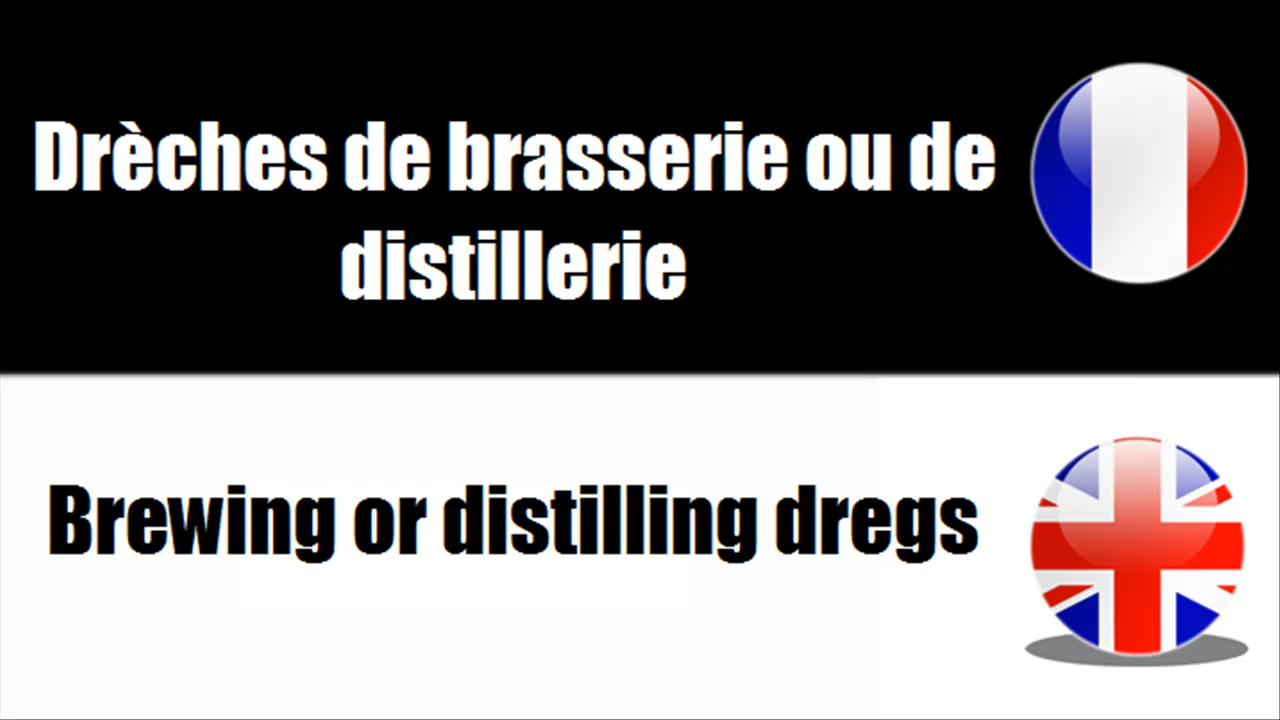 Drèches de brasserie ou de
distillerie
Brewing or distilling dregs